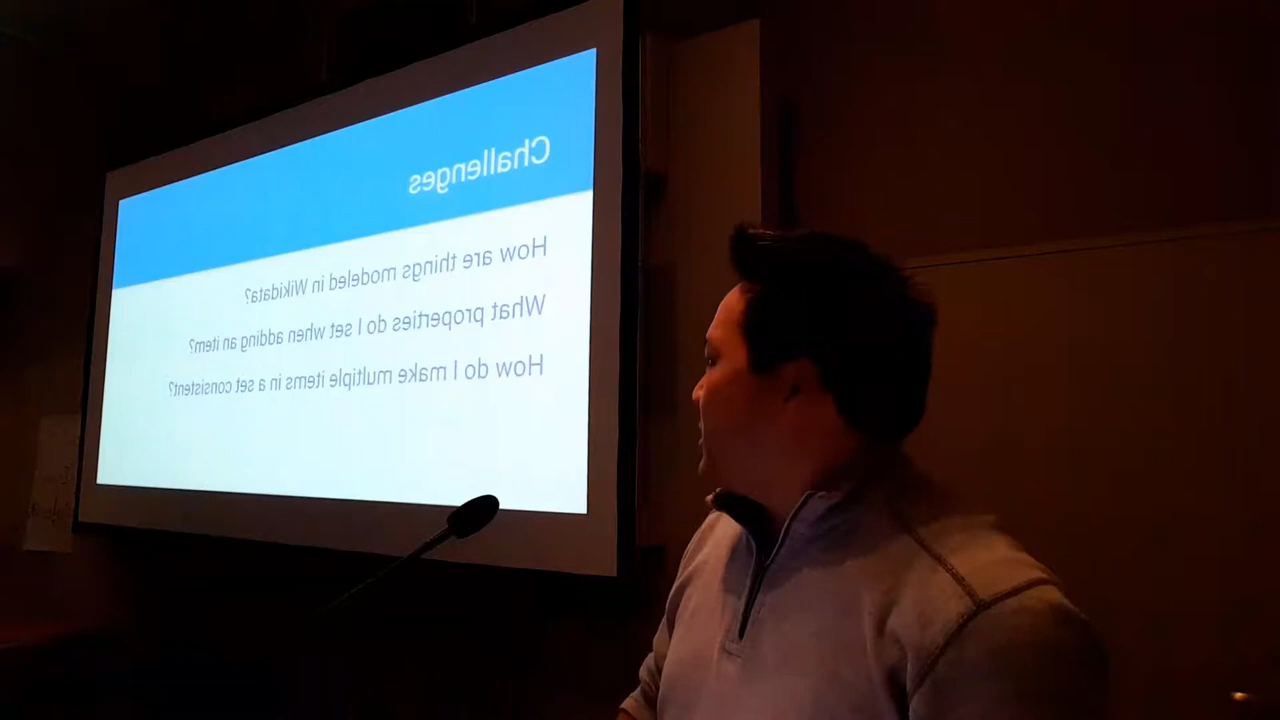 Challenges
How are things modeled in Wikidata?
What properties do I set when adding an item?
How do I make multiple items in a set consistent?